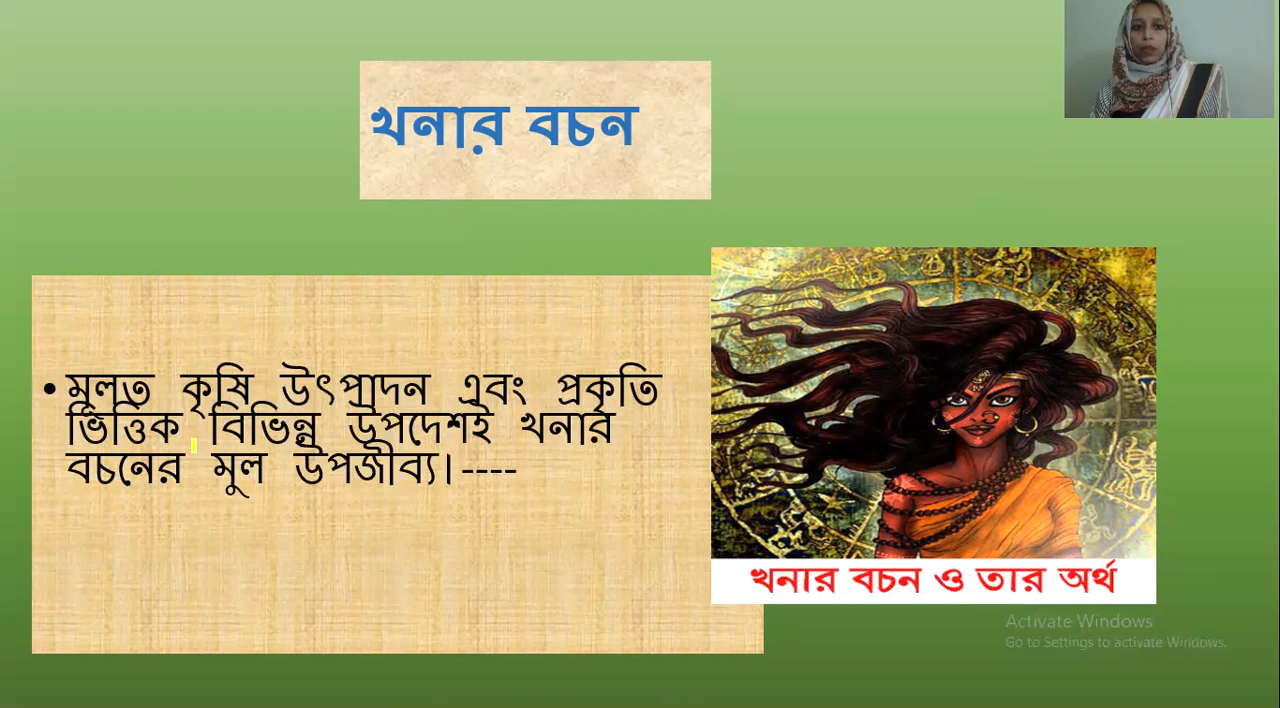 খনার বচন
• মূলত কৃষি উৎপাদন এবং প্রকৃতি
ভিত্তিক বিভিন্ন উপদেশই খনার
বচনের মুল উপজীব্য।----
খনার বচন ও তার অর্থ
Activate Windows
Go to Settings to activate Windows.